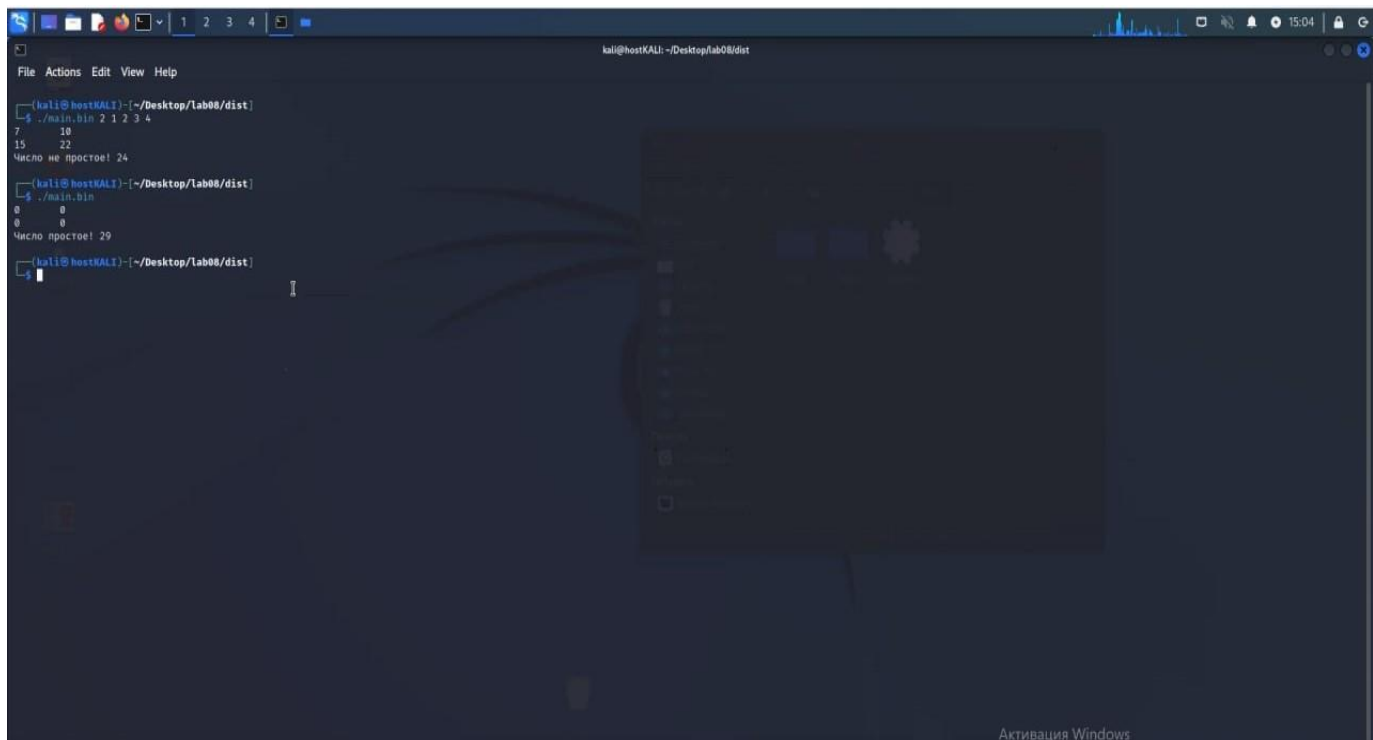 1 2 3 4
15:04
kali@hostKALI: ~/Desktop/lab08/dist
File Actions Edit View Help
(kali㉿hostKALI)-[~/Desktop/lab08/dist]
$ ./main.bin 2 1 2 3 4
7 10
15 22
Число не простое! 24
(kali㉿hostKALI)-[~/Desktop/lab08/dist]
$ ./main.bin
0 0
0 0
Число простое! 29
(kali㉿hostKALI)-[~/Desktop/lab08/dist]
$
Активация Windows